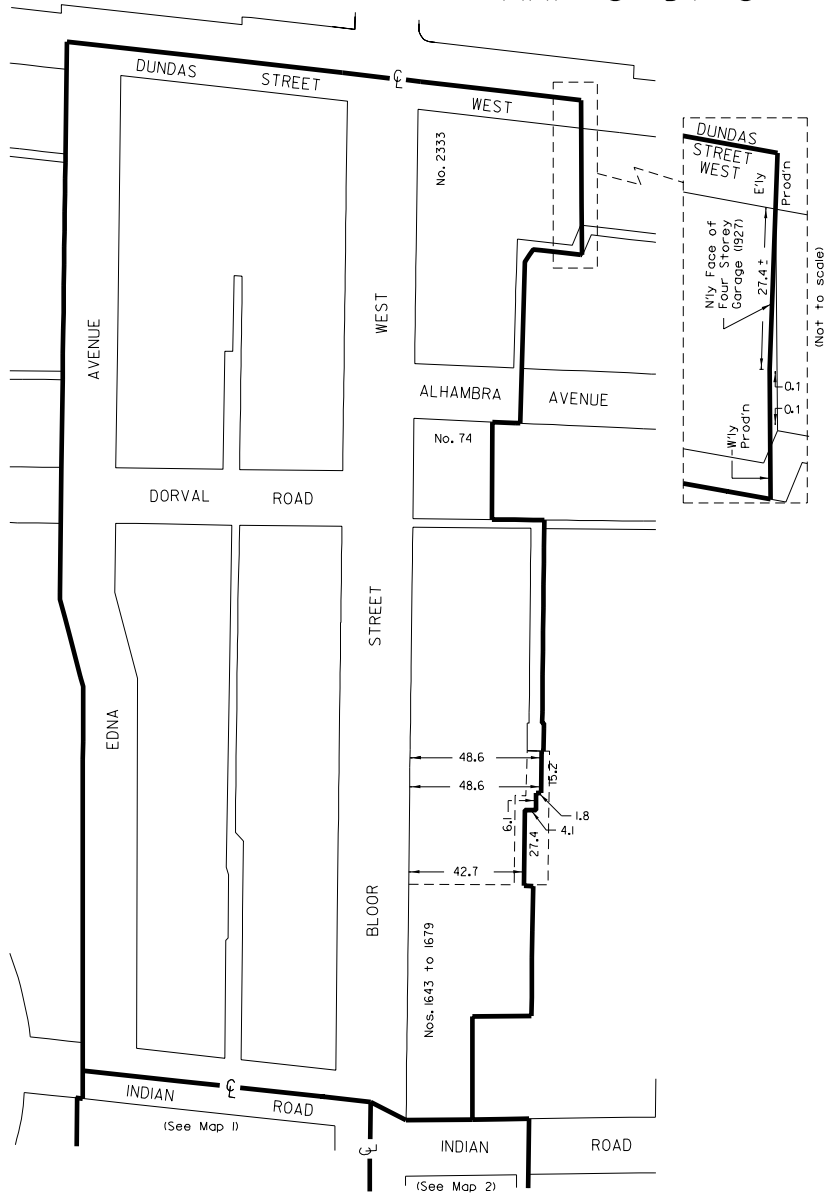 DUNDAS STREET ℄ WEST
No. 2333
AVENUE
WEST
ALHAMBRA AVENUE
No. 74
DORVAL ROAD
STREET
EDNA
48.6
15.2
48.6
1.8
6.1
4.1
27.4
42.7
BLOOR
Nos. 1643 to 1679
INDIAN ℄ ROAD
(See Map 1)
℄
INDIAN ROAD
(See Map 2)
DUNDAS
STREET
WEST
E'ly
Prod'n
N'ly Face of
Four Storey
Garage (1927)
27.4 ±
0.1
0.1
W'ly
Prod'n
(Not to scale)